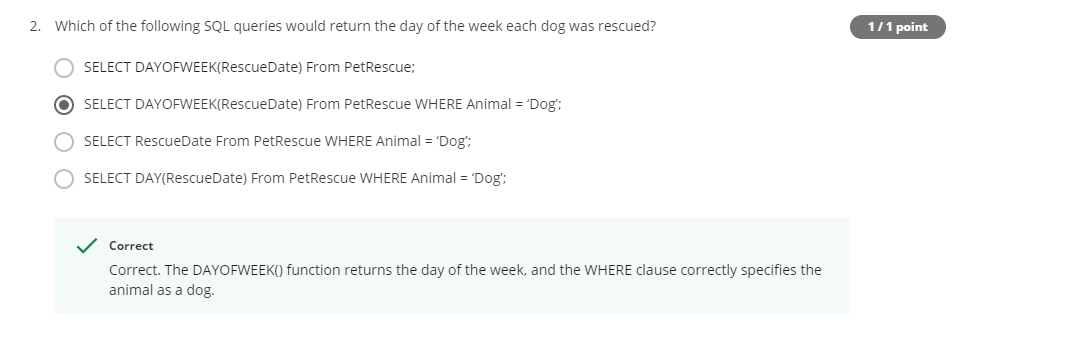 2. Which of the following SQL queries would return the day of the week each dog was rescued?
1 / 1 point
SELECT DAYOFWEEK(RescueDate) From PetRescue;
SELECT DAYOFWEEK(RescueDate) From PetRescue WHERE Animal = ‘Dog’;
SELECT RescueDate From PetRescue WHERE Animal = ‘Dog’;
SELECT DAY(RescueDate) From PetRescue WHERE Animal = ‘Dog’;
Correct
Correct. The DAYOFWEEK() function returns the day of the week, and the WHERE clause correctly specifies the
animal as a dog.